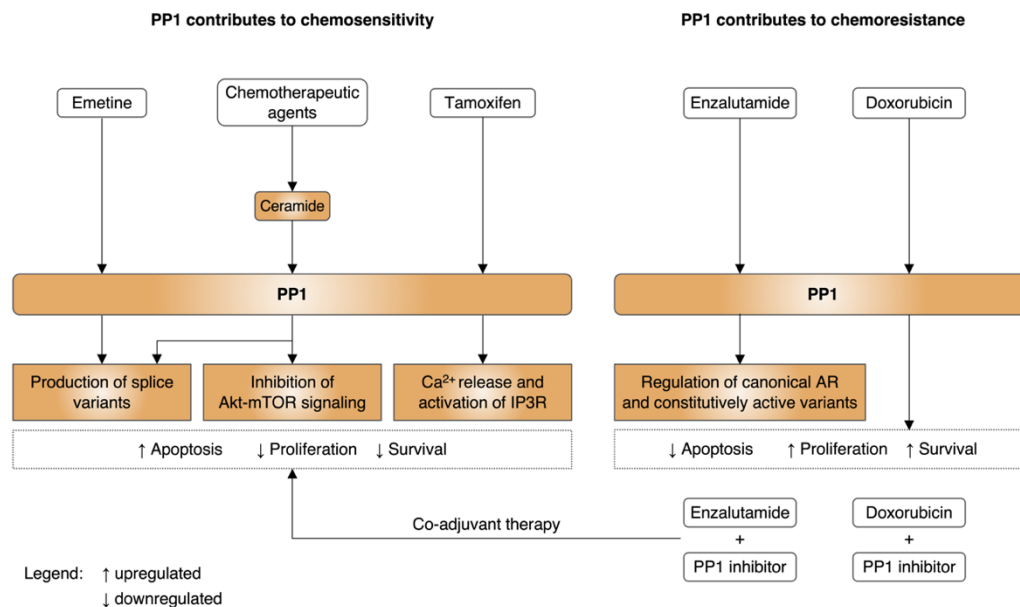 PP1 contributes to chemosensitivity
PP1 contributes to chemoresistance
Emetine
Chemotherapeutic
agents
Tamoxifen
Enzalutamide
Doxorubicin
Ceramide
PP1
PP1
Production of splice
variants
Inhibition of
Akt-mTOR signaling
Ca²⁺ release and
activation of IP3R
Regulation of canonical AR
and constitutively active variants
↑ Apoptosis ↓ Proliferation ↓ Survival
↓ Apoptosis ↑ Proliferation ↑ Survival
Co-adjuvant therapy
Enzalutamide
+
PP1 inhibitor
Doxorubicin
+
PP1 inhibitor
Legend: ↑ upregulated
↓ downregulated